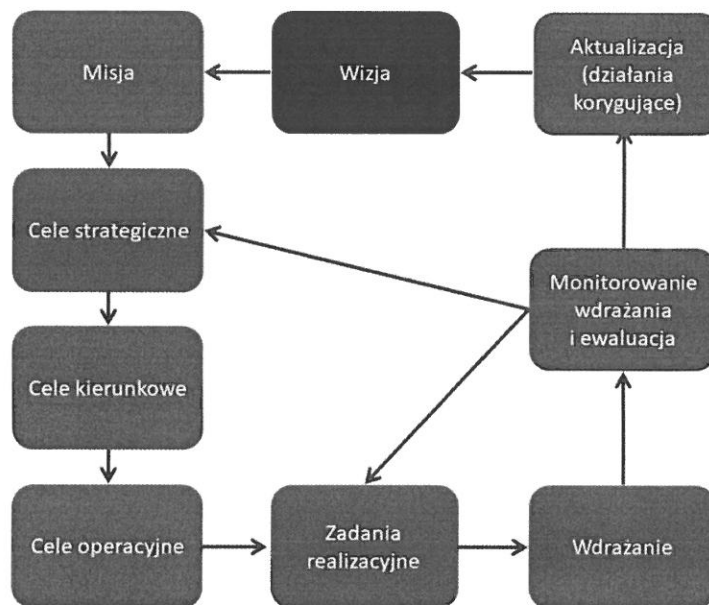 Misja
Wizja
Aktualizacja
(działania
korygujące)
Cele strategiczne
Monitorowanie
wdrażania
i ewaluacja
Cele kierunkowe
Cele operacyjne
Zadania
realizacyjne
Wdrażanie